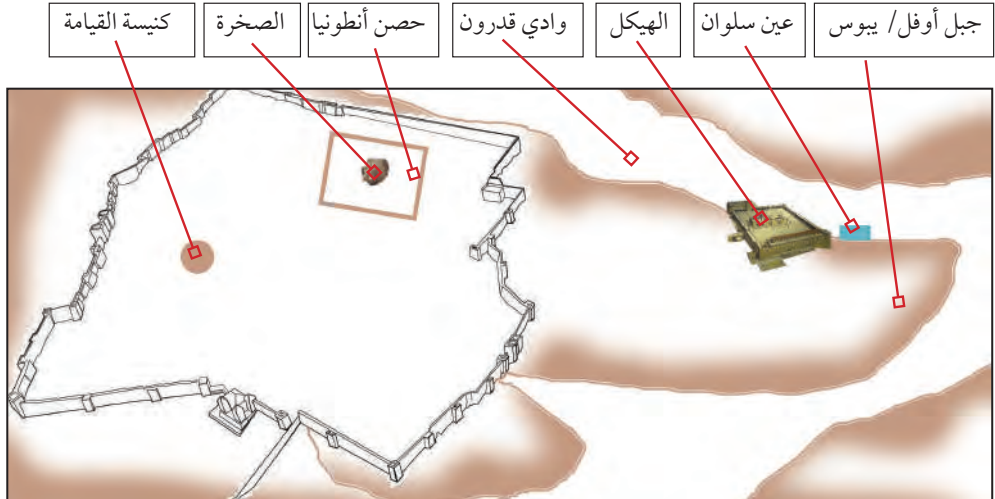 جبل أوفل/ يبوس
عين سلوان
الهيكل
وادي قدرون
حصن أنطونيا
الصخرة
كنيسة القيامة